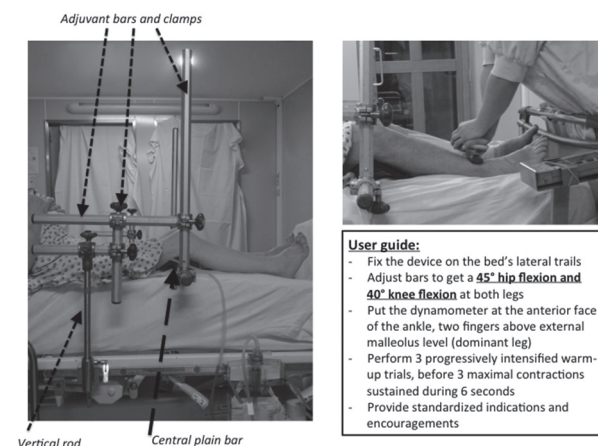 Adjuvant bars and clamps
User guide:
- Fix the device on the bed's lateral trails
- Adjust bars to get a 45° hip flexion and
40° knee flexion at both legs
- Put the dynamometer at the anterior face
of the ankle, two fingers above external
malleolus level (dominant leg)
- Perform 3 progressively intensified warm-
up trials, before 3 maximal contractions
sustained during 6 seconds
- Provide standardized indications and
encouragements
Vertical rod
Central plain bar